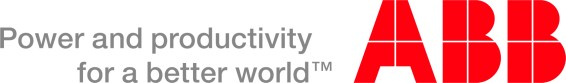 Power and productivity
for a better world™
ABB